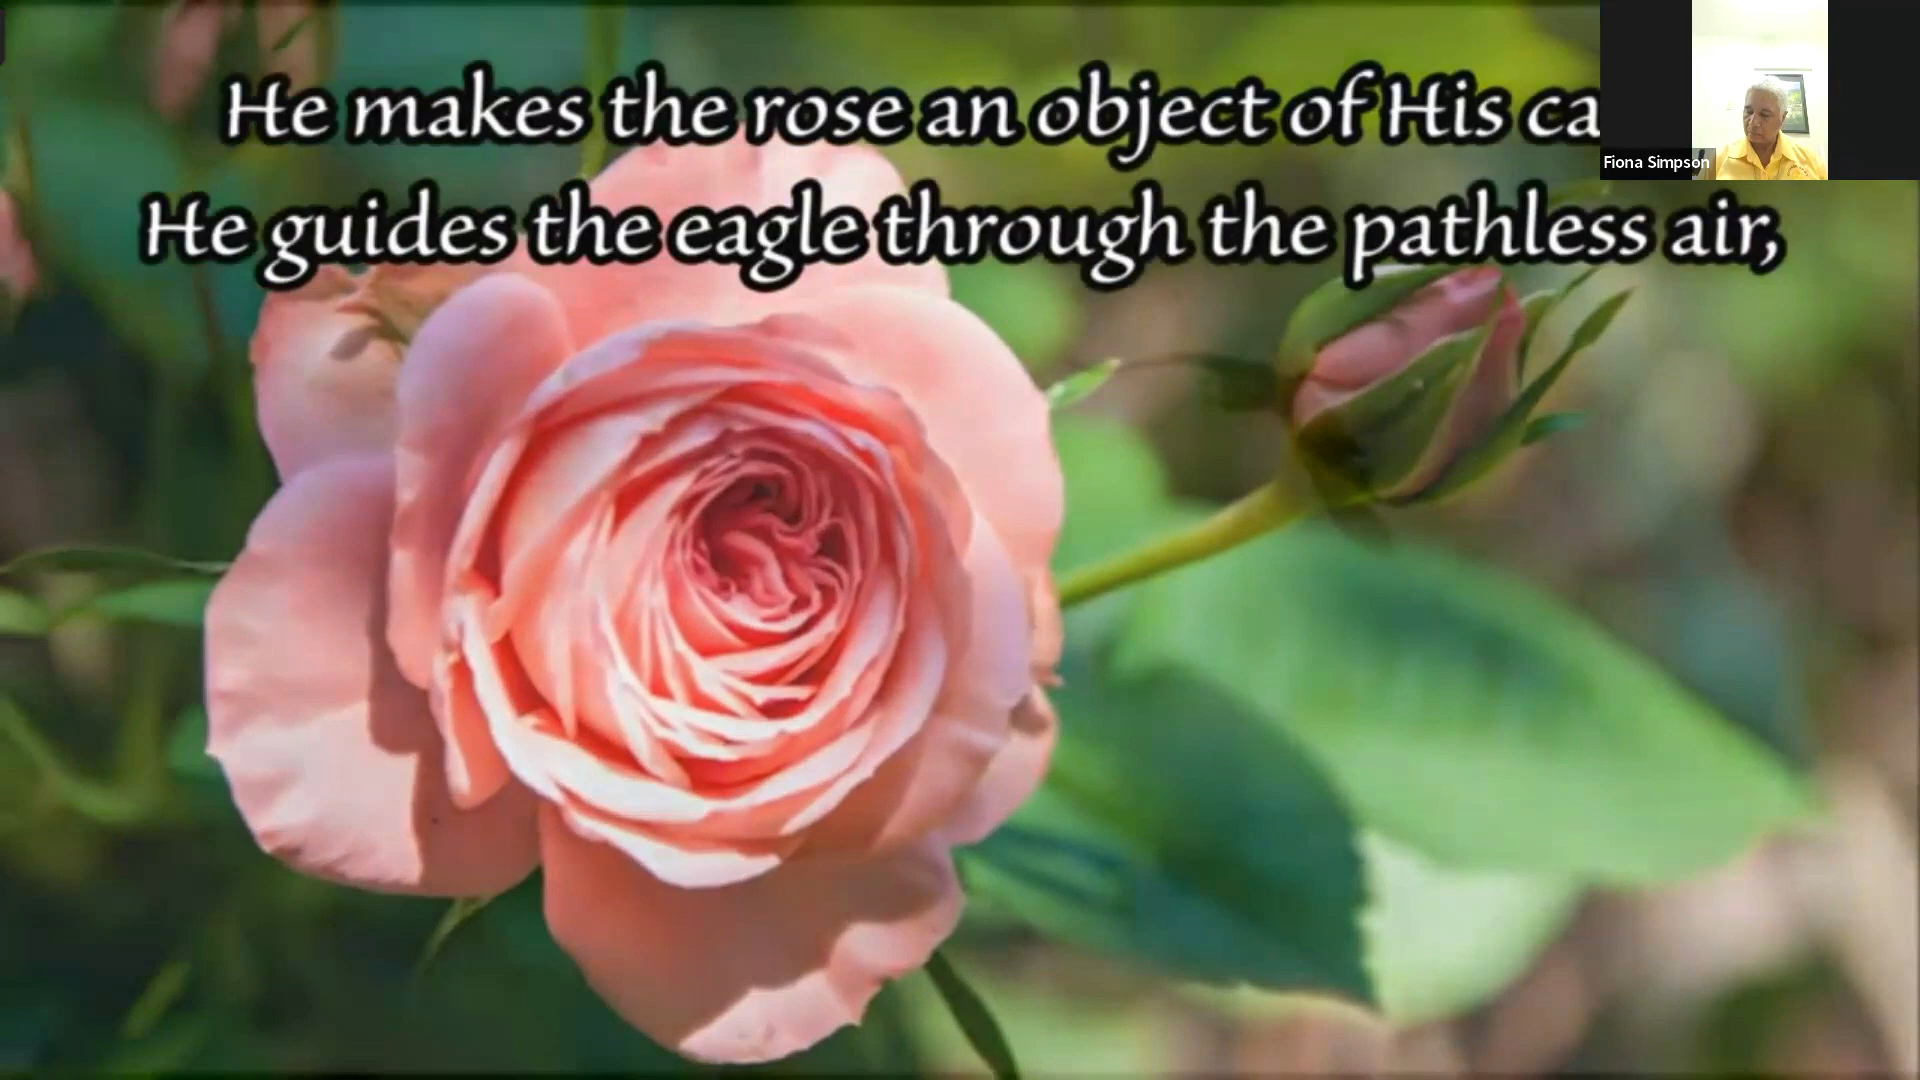 He makes the rose an object of His ca
He guides the eagle through the pathless air,
Fiona Simpson